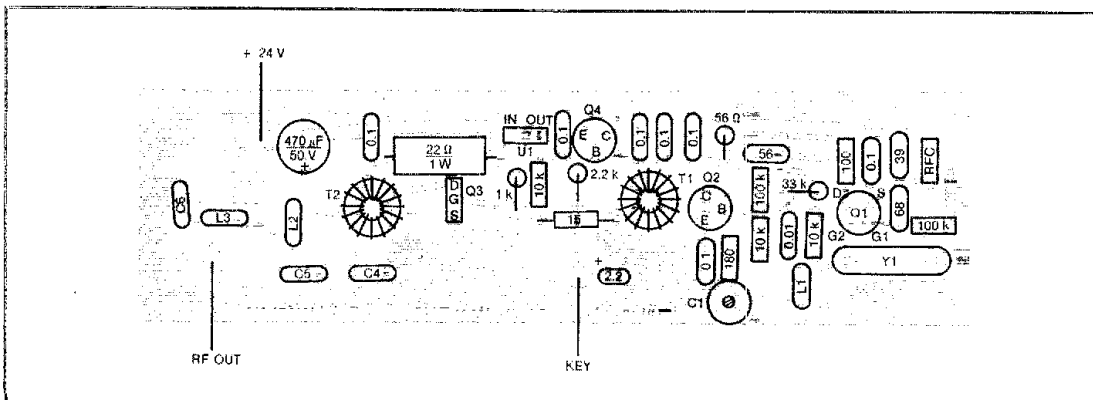 + 24 V
470 µF
50 V
+
0.1
22 Ω
1 W
IN OUT
U1
0.1
Q4
E C
B
0.1
0.1
0.1
56 Ω
56
100
0.1
39
RFC
C6
L3
L2
T2
D
G
S
Q3
1 k
10 k
2.2 k
T1
Q2
C
B
E
100 k
33 k
D
S
Q1
G2
G1
68
100 k
15
10 k
0.01
10 k
C5
C4
+
2.2
0.1
180
C1
L1
Y1
RF OUT
KEY